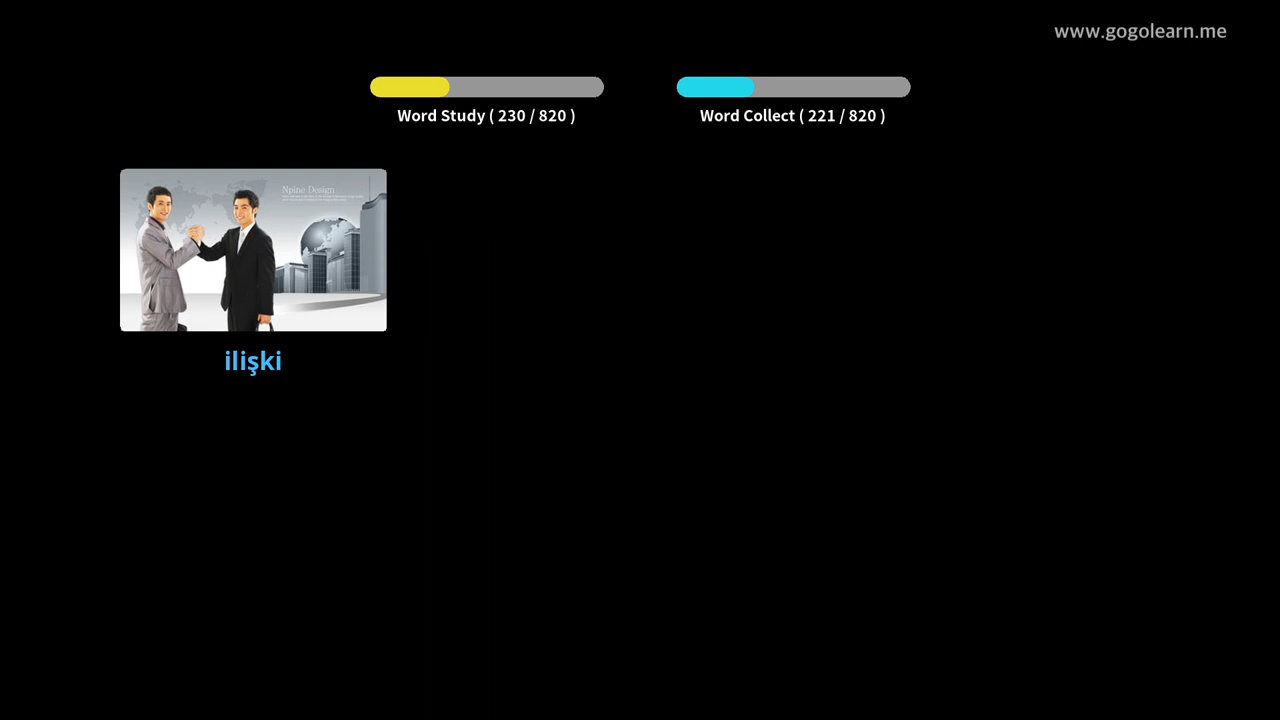 www.gogolearn.me
Word Study ( 230 / 820 )
Word Collect ( 221 / 820 )
Npine Design
ilişki